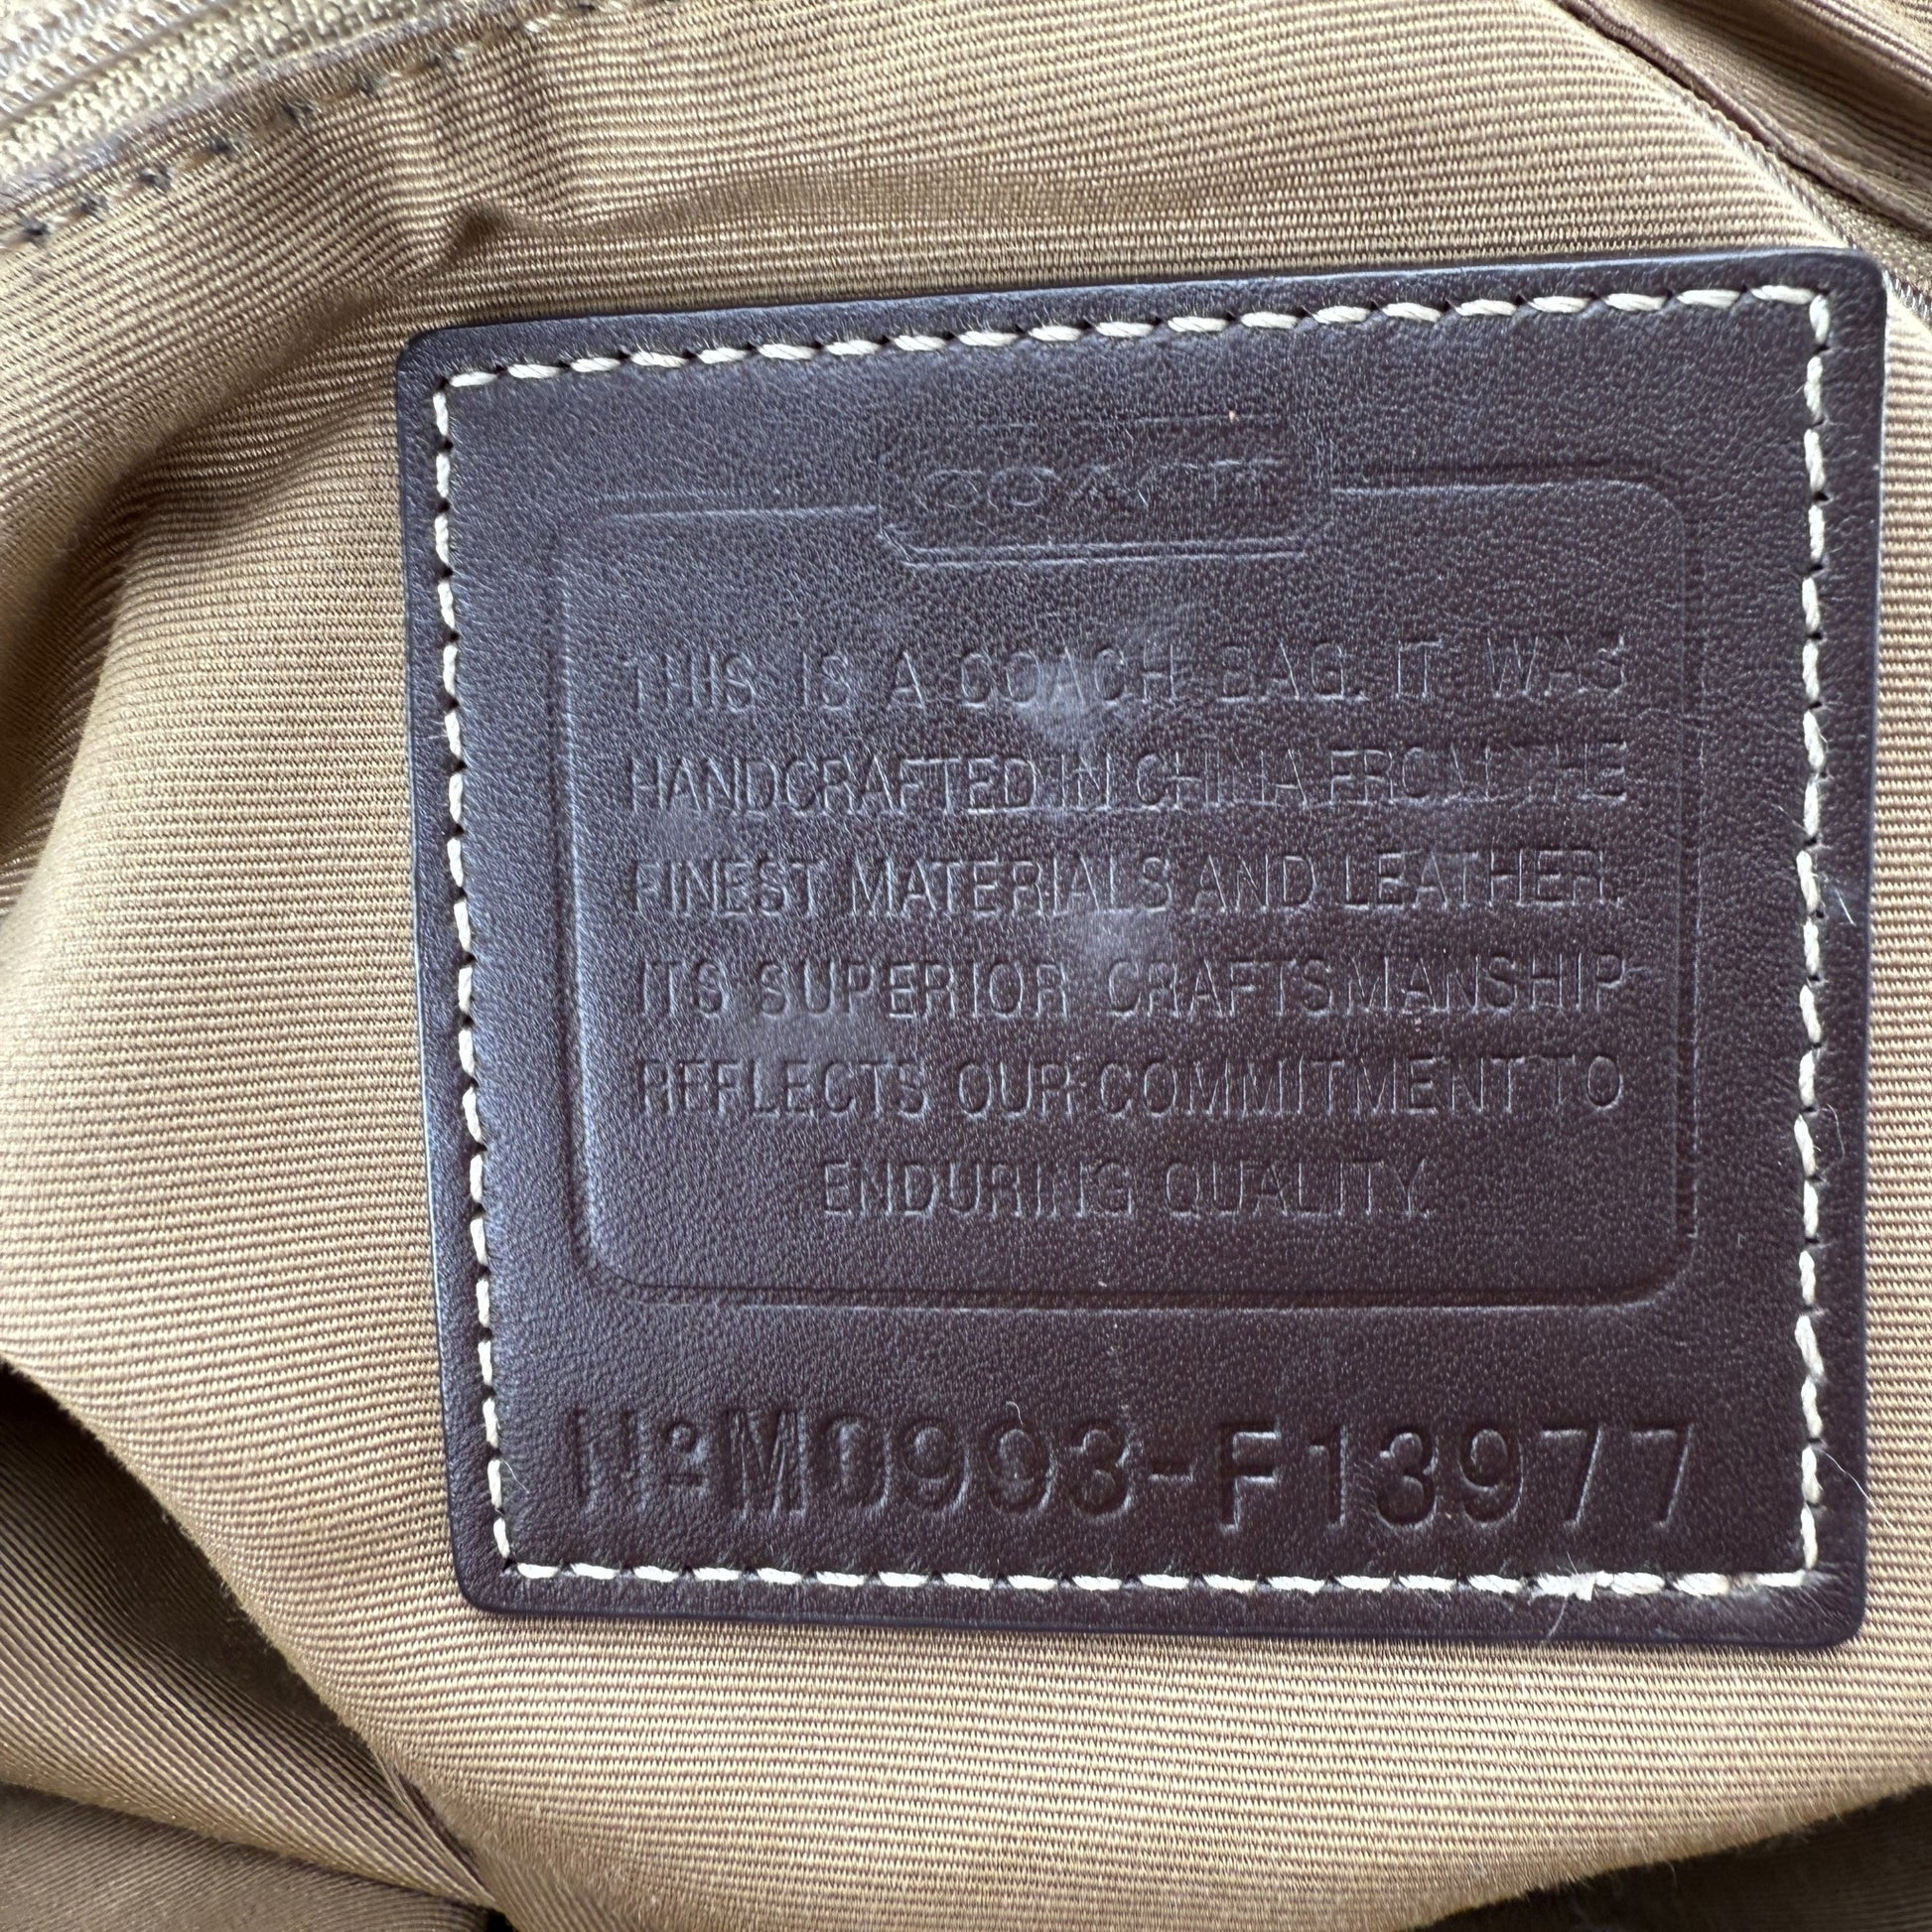 COACH
THIS IS A COACH BAG. IT WAS
HANDCRAFTED IN CHINA FROM THE
FINEST MATERIALS AND LEATHER.
ITS SUPERIOR CRAFTSMANSHIP
REFLECTS OUR COMMITMENT TO
ENDURING QUALITY.
Nº M0993-F13977